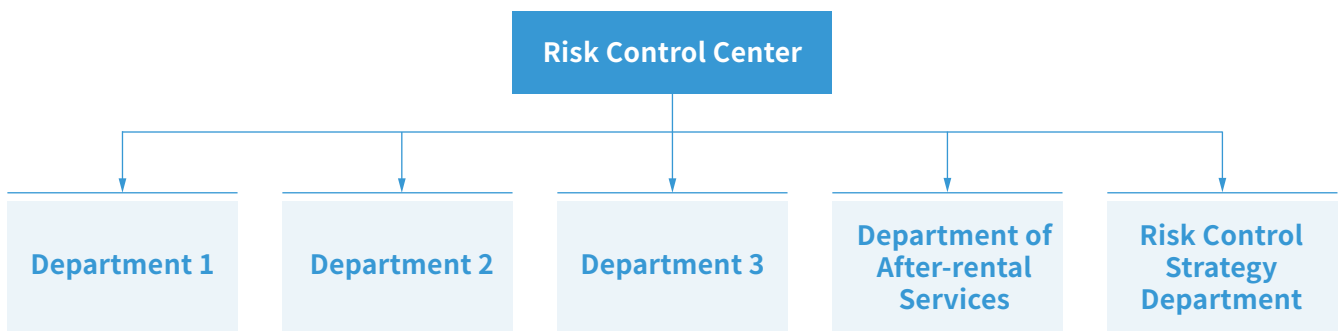 Risk Control Center
Department 1
Department 2
Department 3
Department of
After-rental
Services
Risk Control
Strategy
Department